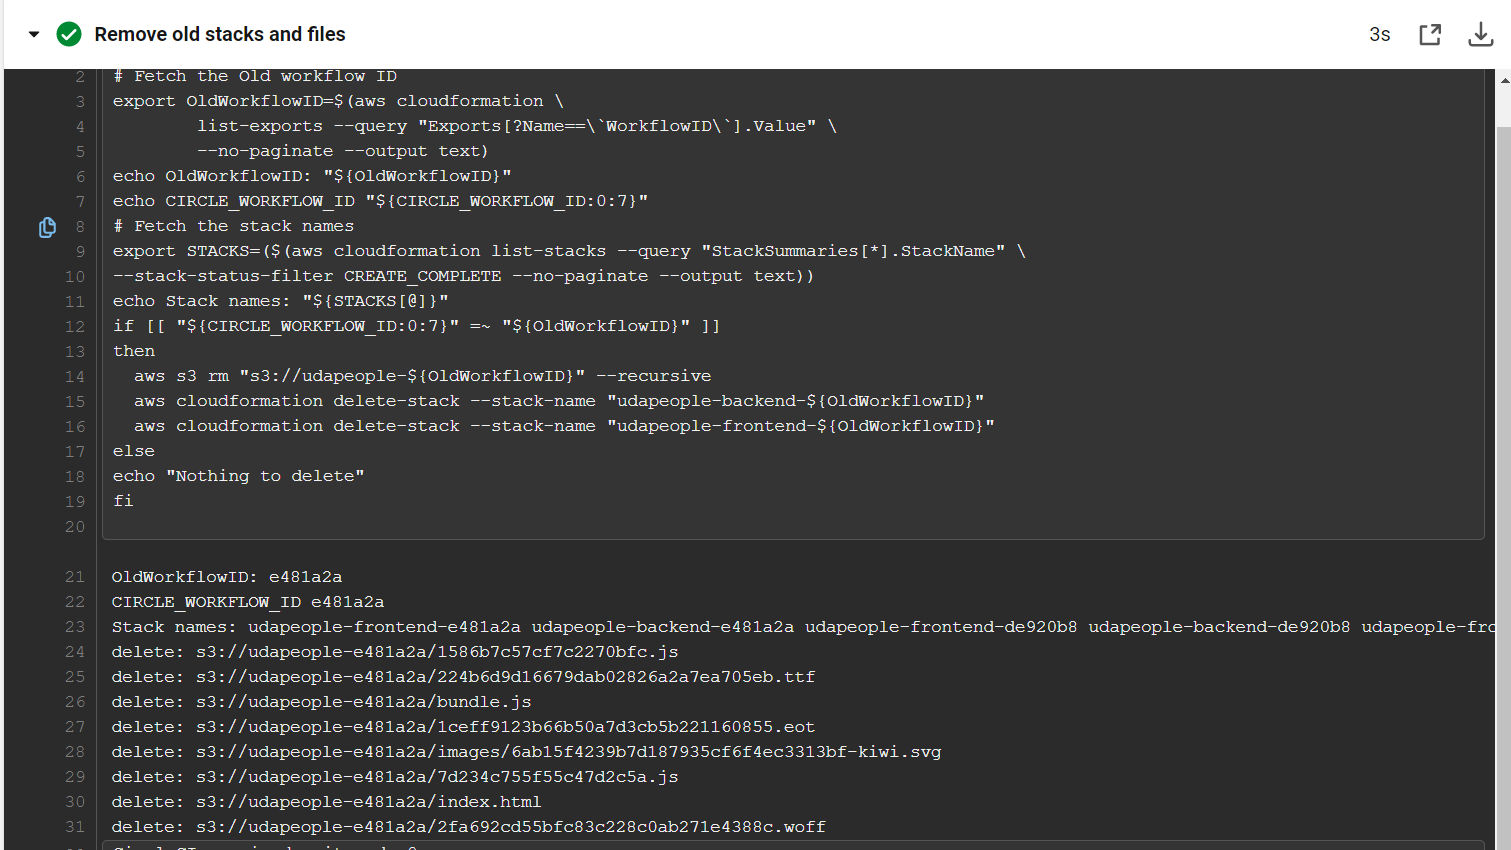 Remove old stacks and files
3s
2 # Fetch the Old workflow ID
3 export OldWorkflowID=$(aws cloudformation \
4 list-exports --query "Exports[?Name==\`WorkflowID\`].Value" \
5 --no-paginate --output text)
6 echo OldWorkflowID: "${OldWorkflowID}"
7 echo CIRCLE_WORKFLOW_ID "${CIRCLE_WORKFLOW_ID:0:7}"
8 # Fetch the stack names
9 export STACKS=($(aws cloudformation list-stacks --query "StackSummaries[*].StackName" \
10 --stack-status-filter CREATE_COMPLETE --no-paginate --output text))
11 echo Stack names: "${STACKS[@]}"
12 if [[ "${CIRCLE_WORKFLOW_ID:0:7}" =~ "${OldWorkflowID}" ]]
13 then
14 aws s3 rm "s3://udapeople-${OldWorkflowID}" --recursive
15 aws cloudformation delete-stack --stack-name "udapeople-backend-${OldWorkflowID}"
16 aws cloudformation delete-stack --stack-name "udapeople-frontend-${OldWorkflowID}"
17 else
18 echo "Nothing to delete"
19 fi
20
21 OldWorkflowID: e481a2a
22 CIRCLE_WORKFLOW_ID e481a2a
23 Stack names: udapeople-frontend-e481a2a udapeople-backend-e481a2a udapeople-frontend-de920b8 udapeople-backend-de920b8 udapeople-fro
24 delete: s3://udapeople-e481a2a/1586b7c57cf7c2270bfc.js
25 delete: s3://udapeople-e481a2a/224b6d9d16679dab02826a2a7ea705eb.ttf
26 delete: s3://udapeople-e481a2a/bundle.js
27 delete: s3://udapeople-e481a2a/1ceff9123b66b50a7d3cb5b221160855.eot
28 delete: s3://udapeople-e481a2a/images/6ab15f4239b7d187935cf6f4ec3313bf-kiwi.svg
29 delete: s3://udapeople-e481a2a/7d234c755f55c47d2c5a.js
30 delete: s3://udapeople-e481a2a/index.html
31 delete: s3://udapeople-e481a2a/2fa692cd55bfc83c228c0ab271e4388c.woff